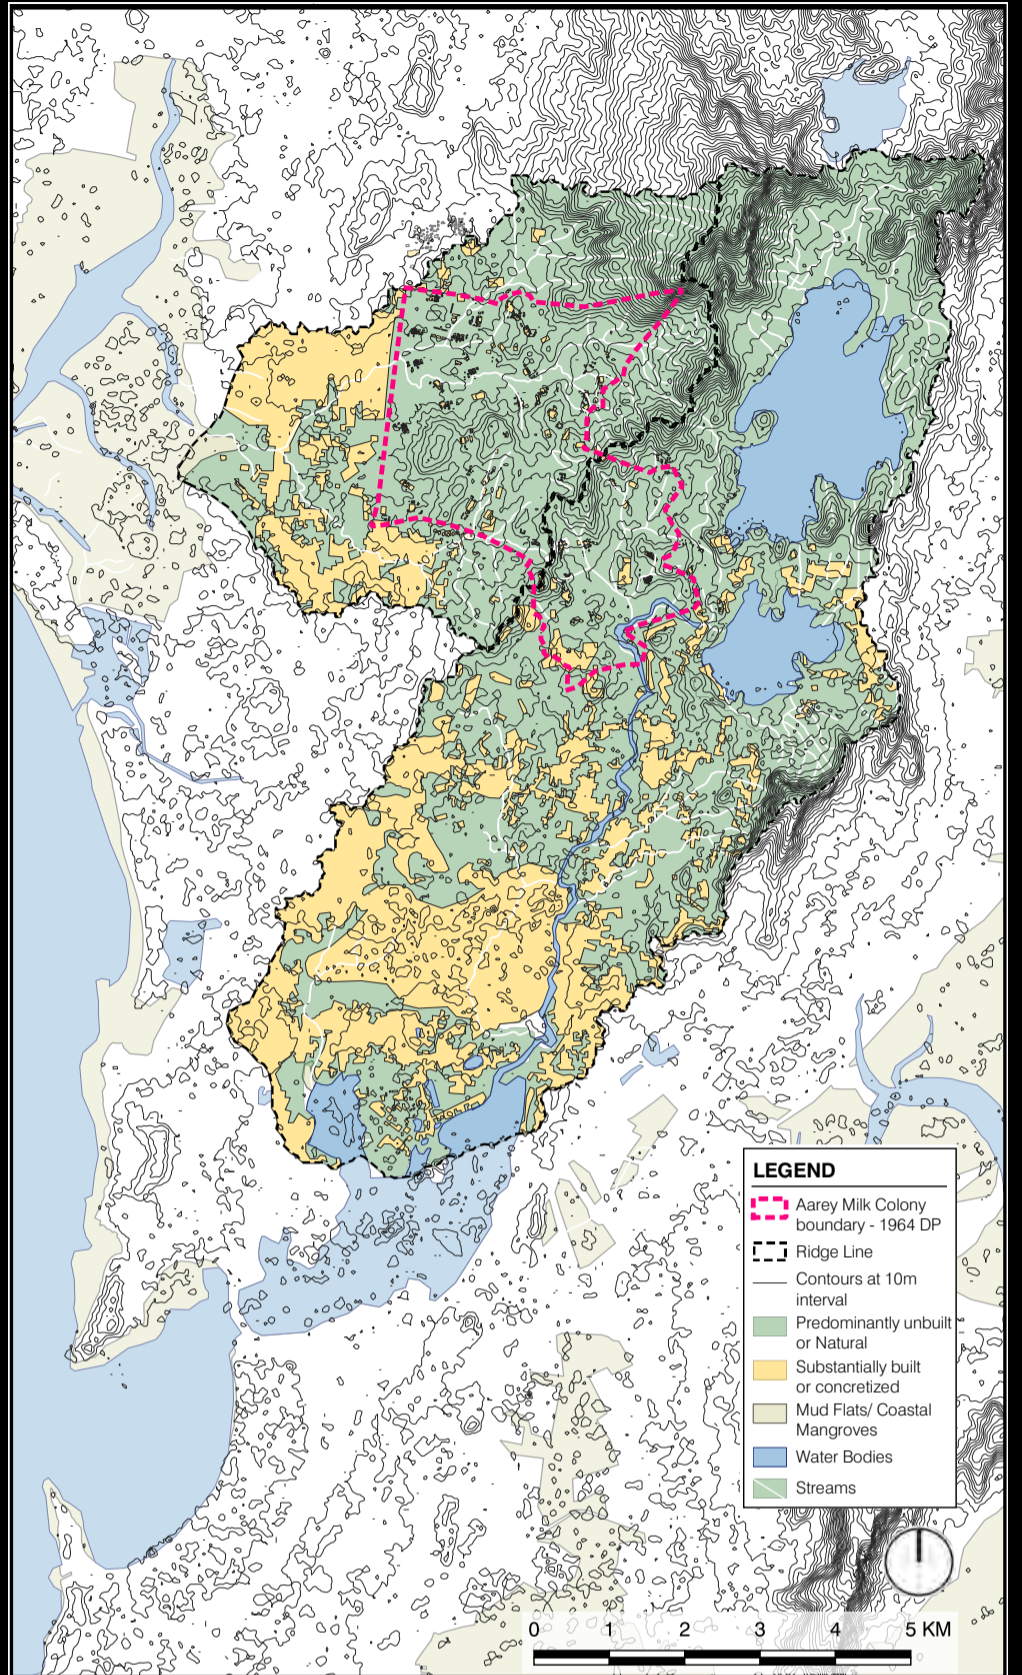 LEGEND
Aarey Milk Colony
boundary - 1964 DP
Ridge Line
Contours at 10m
interval
Predominantly unbuilt
or Natural
Substantially built
or concretized
Mud Flats/ Coastal
Mangroves
Water Bodies
Streams
0 1 2 3 4 5 KM